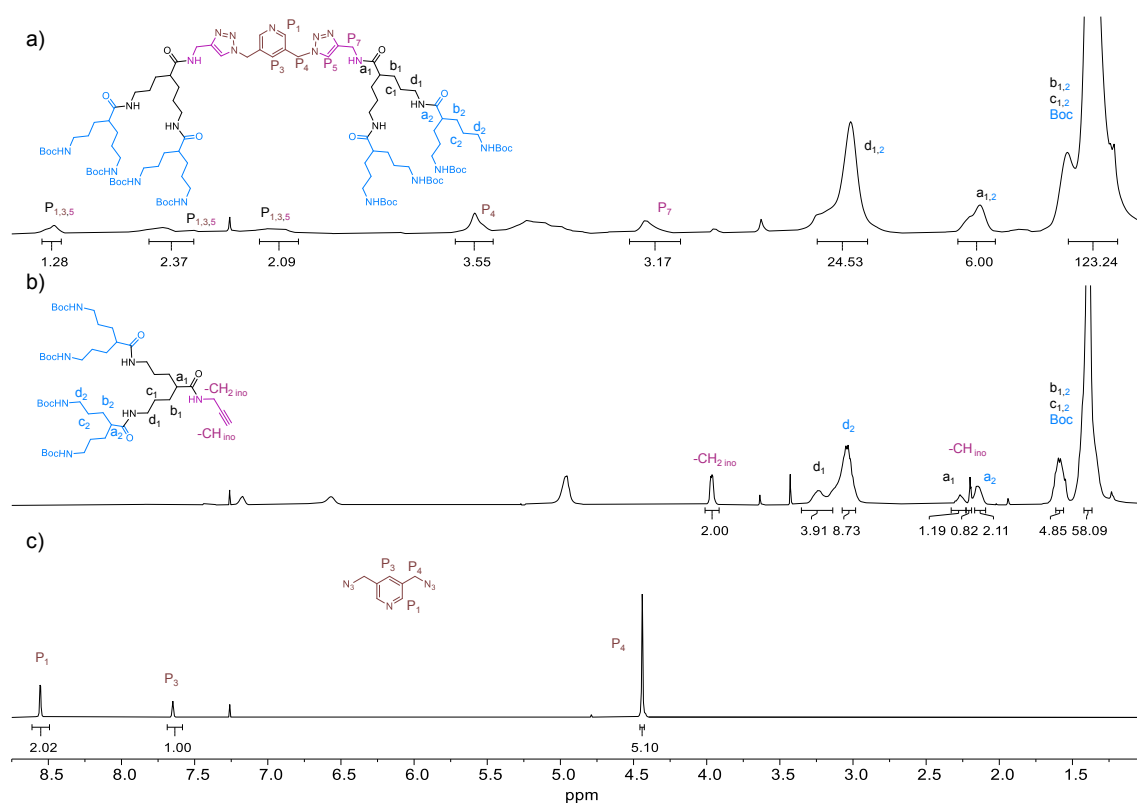 a)
N=N
N
N
P₁
N=N
N
P₇
NH
O
P₃
P₄
P₅
NH
O
a₁
b₁
c₁
d₁
NH
O
a₂
b₂
c₂
d₂
O
NH
NH
O
BocHN
BocHN
BocHN
BocHN
NH
O
NHBoc
NHBoc
NHBoc
NHBoc
b₁,₂
c₁,₂
Boc
d₁,₂
a₁,₂
P₁,₃,₅
P₁,₃,₅
P₁,₃,₅
P₄
P₇
1.28
2.37
2.09
3.55
3.17
24.53
6.00
123.24
b)
BocHN
BocHN
O
HN
a₁
O
-CH₂ ino
c₁
HN
d₂
b₂
BocHN
d₁
b₁
-CH ino
c₂
a₂
HN
O
BocHN
b₁,₂
c₁,₂
Boc
-CH₂ ino
d₁
d₂
-CH ino
a₁
a₂
2.00
3.91
8.73
1.19
0.82
2.11
4.85
58.09
c)
P₃
P₄
N₃
N₃
N
P₁
P₁
P₃
P₄
2.02
1.00
5.10
8.5 8.0 7.5 7.0 6.5 6.0 5.5 5.0 4.5 4.0 3.5 3.0 2.5 2.0 1.5
ppm